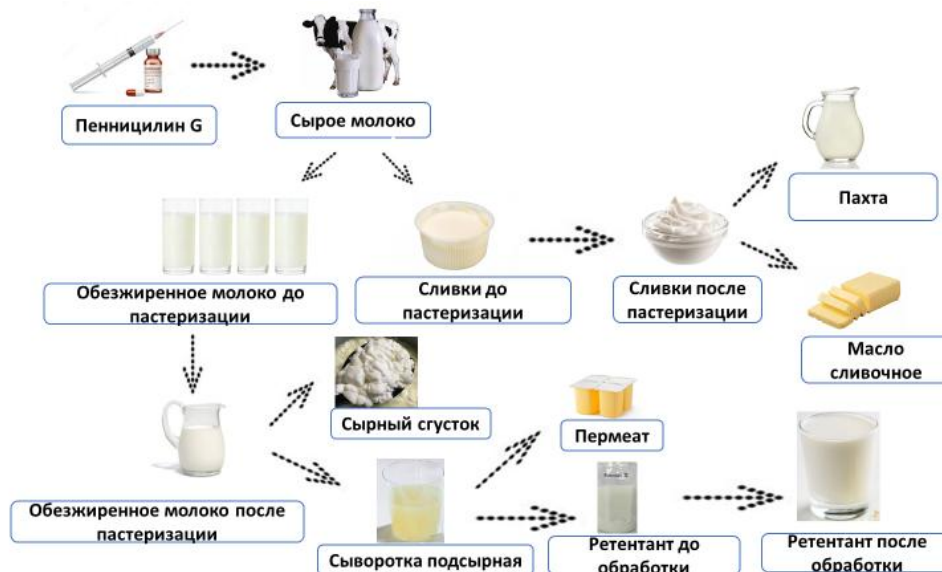 Пенницилин G
Сырое молоко
Пахта
Обезжиренное молоко до
пастеризации
Сливки до
пастеризации
Сливки после
пастеризации
Масло
сливочное
Сырный сгусток
Пермеат
Обезжиренное молоко после
пастеризации
Сыворотка подсырная
Ретентант до
обработки
Ретентант после
обработки